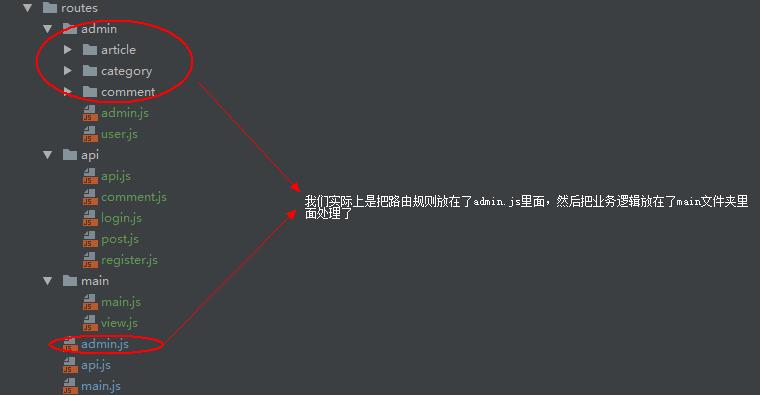 routes
admin
article
category
comment
admin.js
user.js
api
api.js
comment.js
login.js
post.js
register.js
main
main.js
view.js
admin.js
api.js
main.js
我们实际上是把路由规则放在了admin.js里面，然后把业务逻辑放在了main文件夹里
面处理了